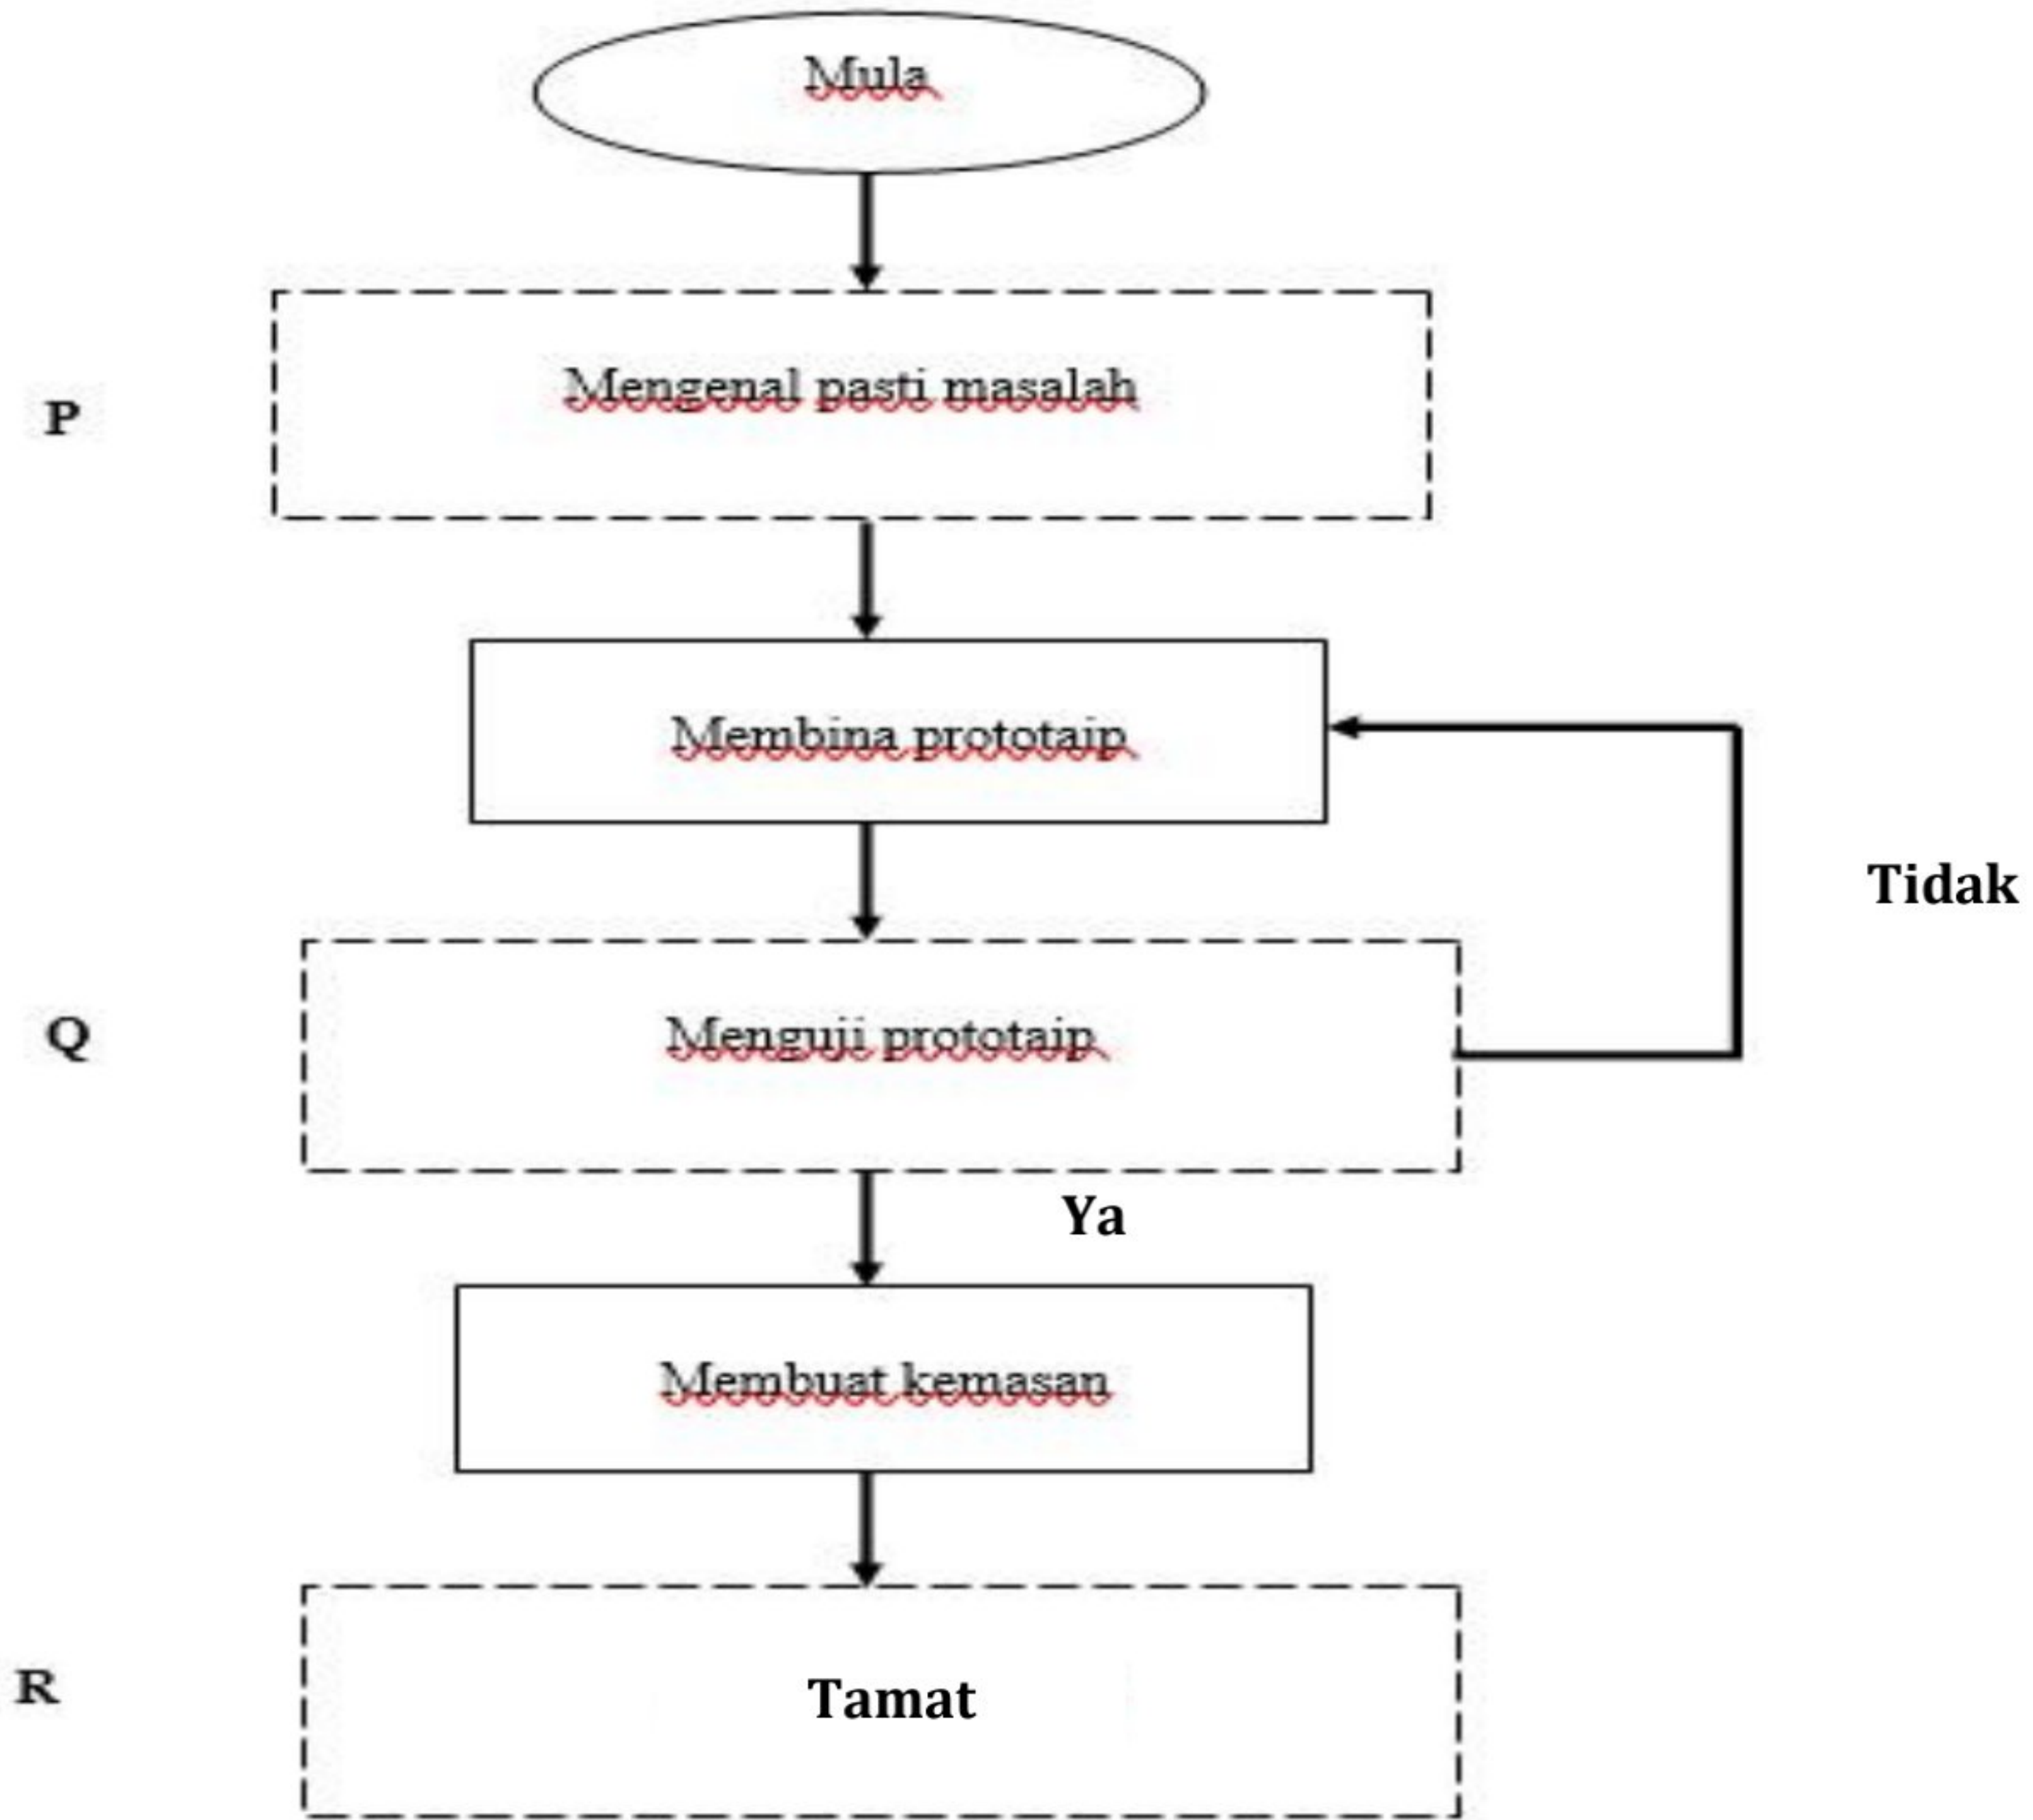 Mula
P
Mengenal pasti masalah
Membina prototaip
Tidak
Q
Menguji prototaip
Ya
Membuat kemasan
R
Tamat